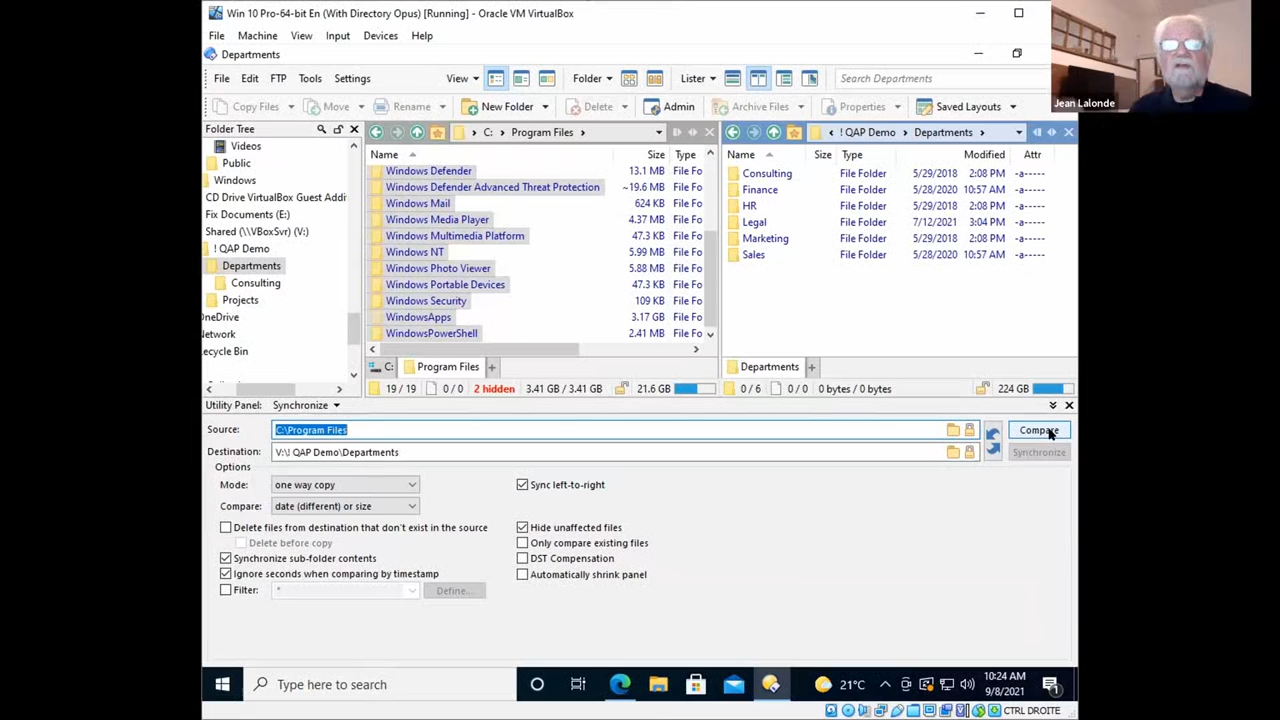 Win 10 Pro-64-bit En (With Directory Opus) [Running] - Oracle VM VirtualBox
File Machine View Input Devices Help
Departments
File Edit FTP Tools Settings View Folder Lister Search Departments
Jean Lalonde
Copy Files Move Rename New Folder Delete Admin Archive Files Properties Saved Layouts
Folder Tree
Videos
Public
Windows
CD Drive VirtualBox Guest Addi
Fix Documents (E:)
Shared (\\VBoxSvr) (V:)
! QAP Demo
Departments
Consulting
Projects
OneDrive
Network
ecycle Bin
C: Program Files
Name Size Type
Windows Defender 13.1 MB File Fo
Windows Defender Advanced Threat Protection ~19.6 MB File Fo
Windows Mail 624 KB File Fo
Windows Media Player 4.37 MB File Fo
Windows Multimedia Platform 47.3 KB File Fo
Windows NT 5.99 MB File Fo
Windows Photo Viewer 5.88 MB File Fo
Windows Portable Devices 47.3 KB File Fo
Windows Security 109 KB File Fo
WindowsApps 3.17 GB File Fo
WindowsPowerShell 2.41 MB File Fo
C: Program Files +
19 / 19 0 / 0 2 hidden 3.41 GB / 3.41 GB 21.6 GB
! QAP Demo Departments
Name Size Type Modified Attr
Consulting File Folder 5/29/2018 2:08 PM -a-----
Finance File Folder 5/28/2020 10:57 AM -a-----
HR File Folder 5/29/2018 2:08 PM -a-----
Legal File Folder 7/12/2021 3:04 PM -a-----
Marketing File Folder 5/29/2018 2:08 PM -a-----
Sales File Folder 5/28/2020 10:57 AM -a-----
Departments +
0 / 6 0 / 0 0 bytes / 0 bytes 224 GB
Utility Panel: Synchronize
Source: C:\Program Files Compare
Destination: V:\! QAP Demo\Departments Synchronize
Options
Mode: one way copy Sync left-to-right
Compare: date (different) or size
Delete files from destination that don't exist in the source Hide unaffected files
Delete before copy Only compare existing files
Synchronize sub-folder contents DST Compensation
Ignore seconds when comparing by timestamp Automatically shrink panel
Filter: * Define...
Type here to search 21°C 10:24 AM
9/8/2021 1
CTRL DROITE